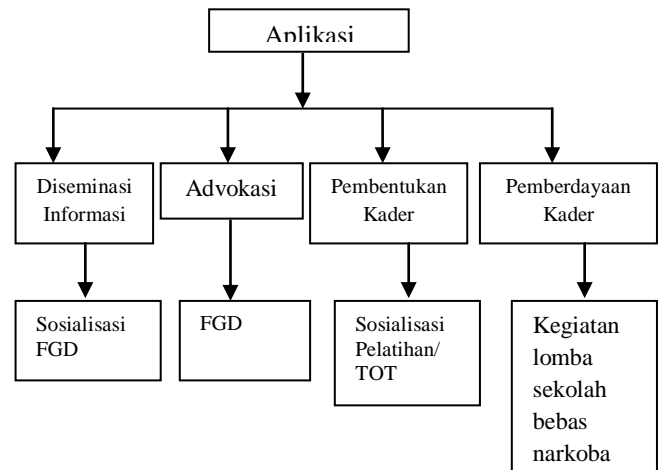 Aplikasi
Diseminasi
Informasi
Advokasi
Pembentukan
Kader
Pemberdayaan
Kader
Sosialisasi
FGD
FGD
Sosialisasi
Pelatihan/
TOT
Kegiatan
lomba
sekolah
bebas
narkoba